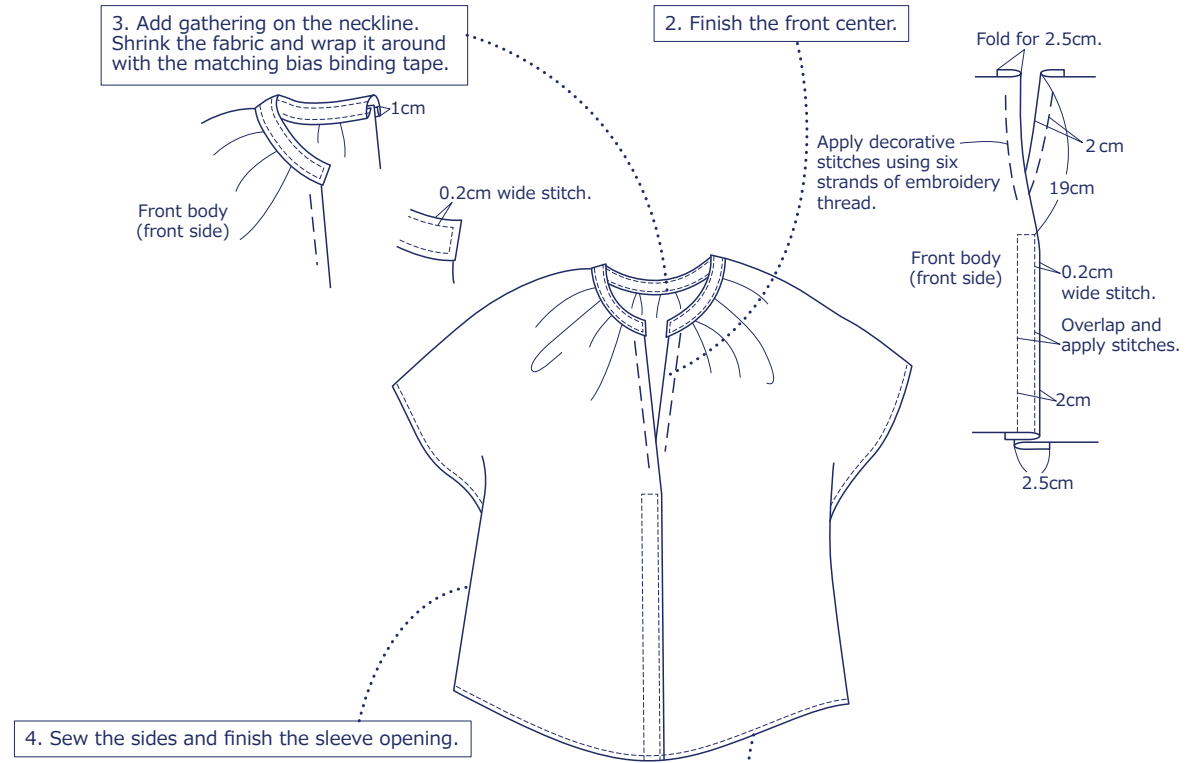 3. Add gathering on the neckline.
Shrink the fabric and wrap it around
with the matching bias binding tape.
2. Finish the front center.
Fold for 2.5cm.
1cm
Apply decorative
stitches using six
strands of embroidery
thread.
2 cm
19cm
0.2cm wide stitch.
Front body
(front side)
Front body
(front side)
0.2cm
wide stitch.
Overlap and
apply stitches.
2cm
2.5cm
4. Sew the sides and finish the sleeve opening.